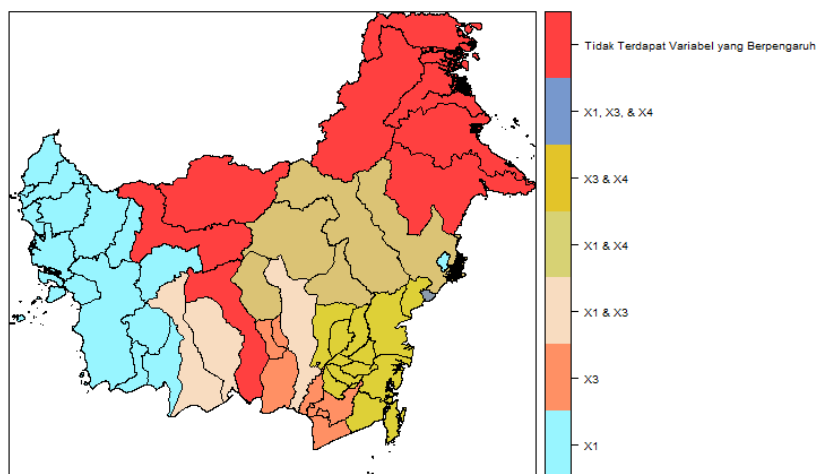 Tidak Terdapat Variabel yang Berpengaruh
X1, X3, & X4
X3 & X4
X1 & X4
X1 & X3
X3
X1